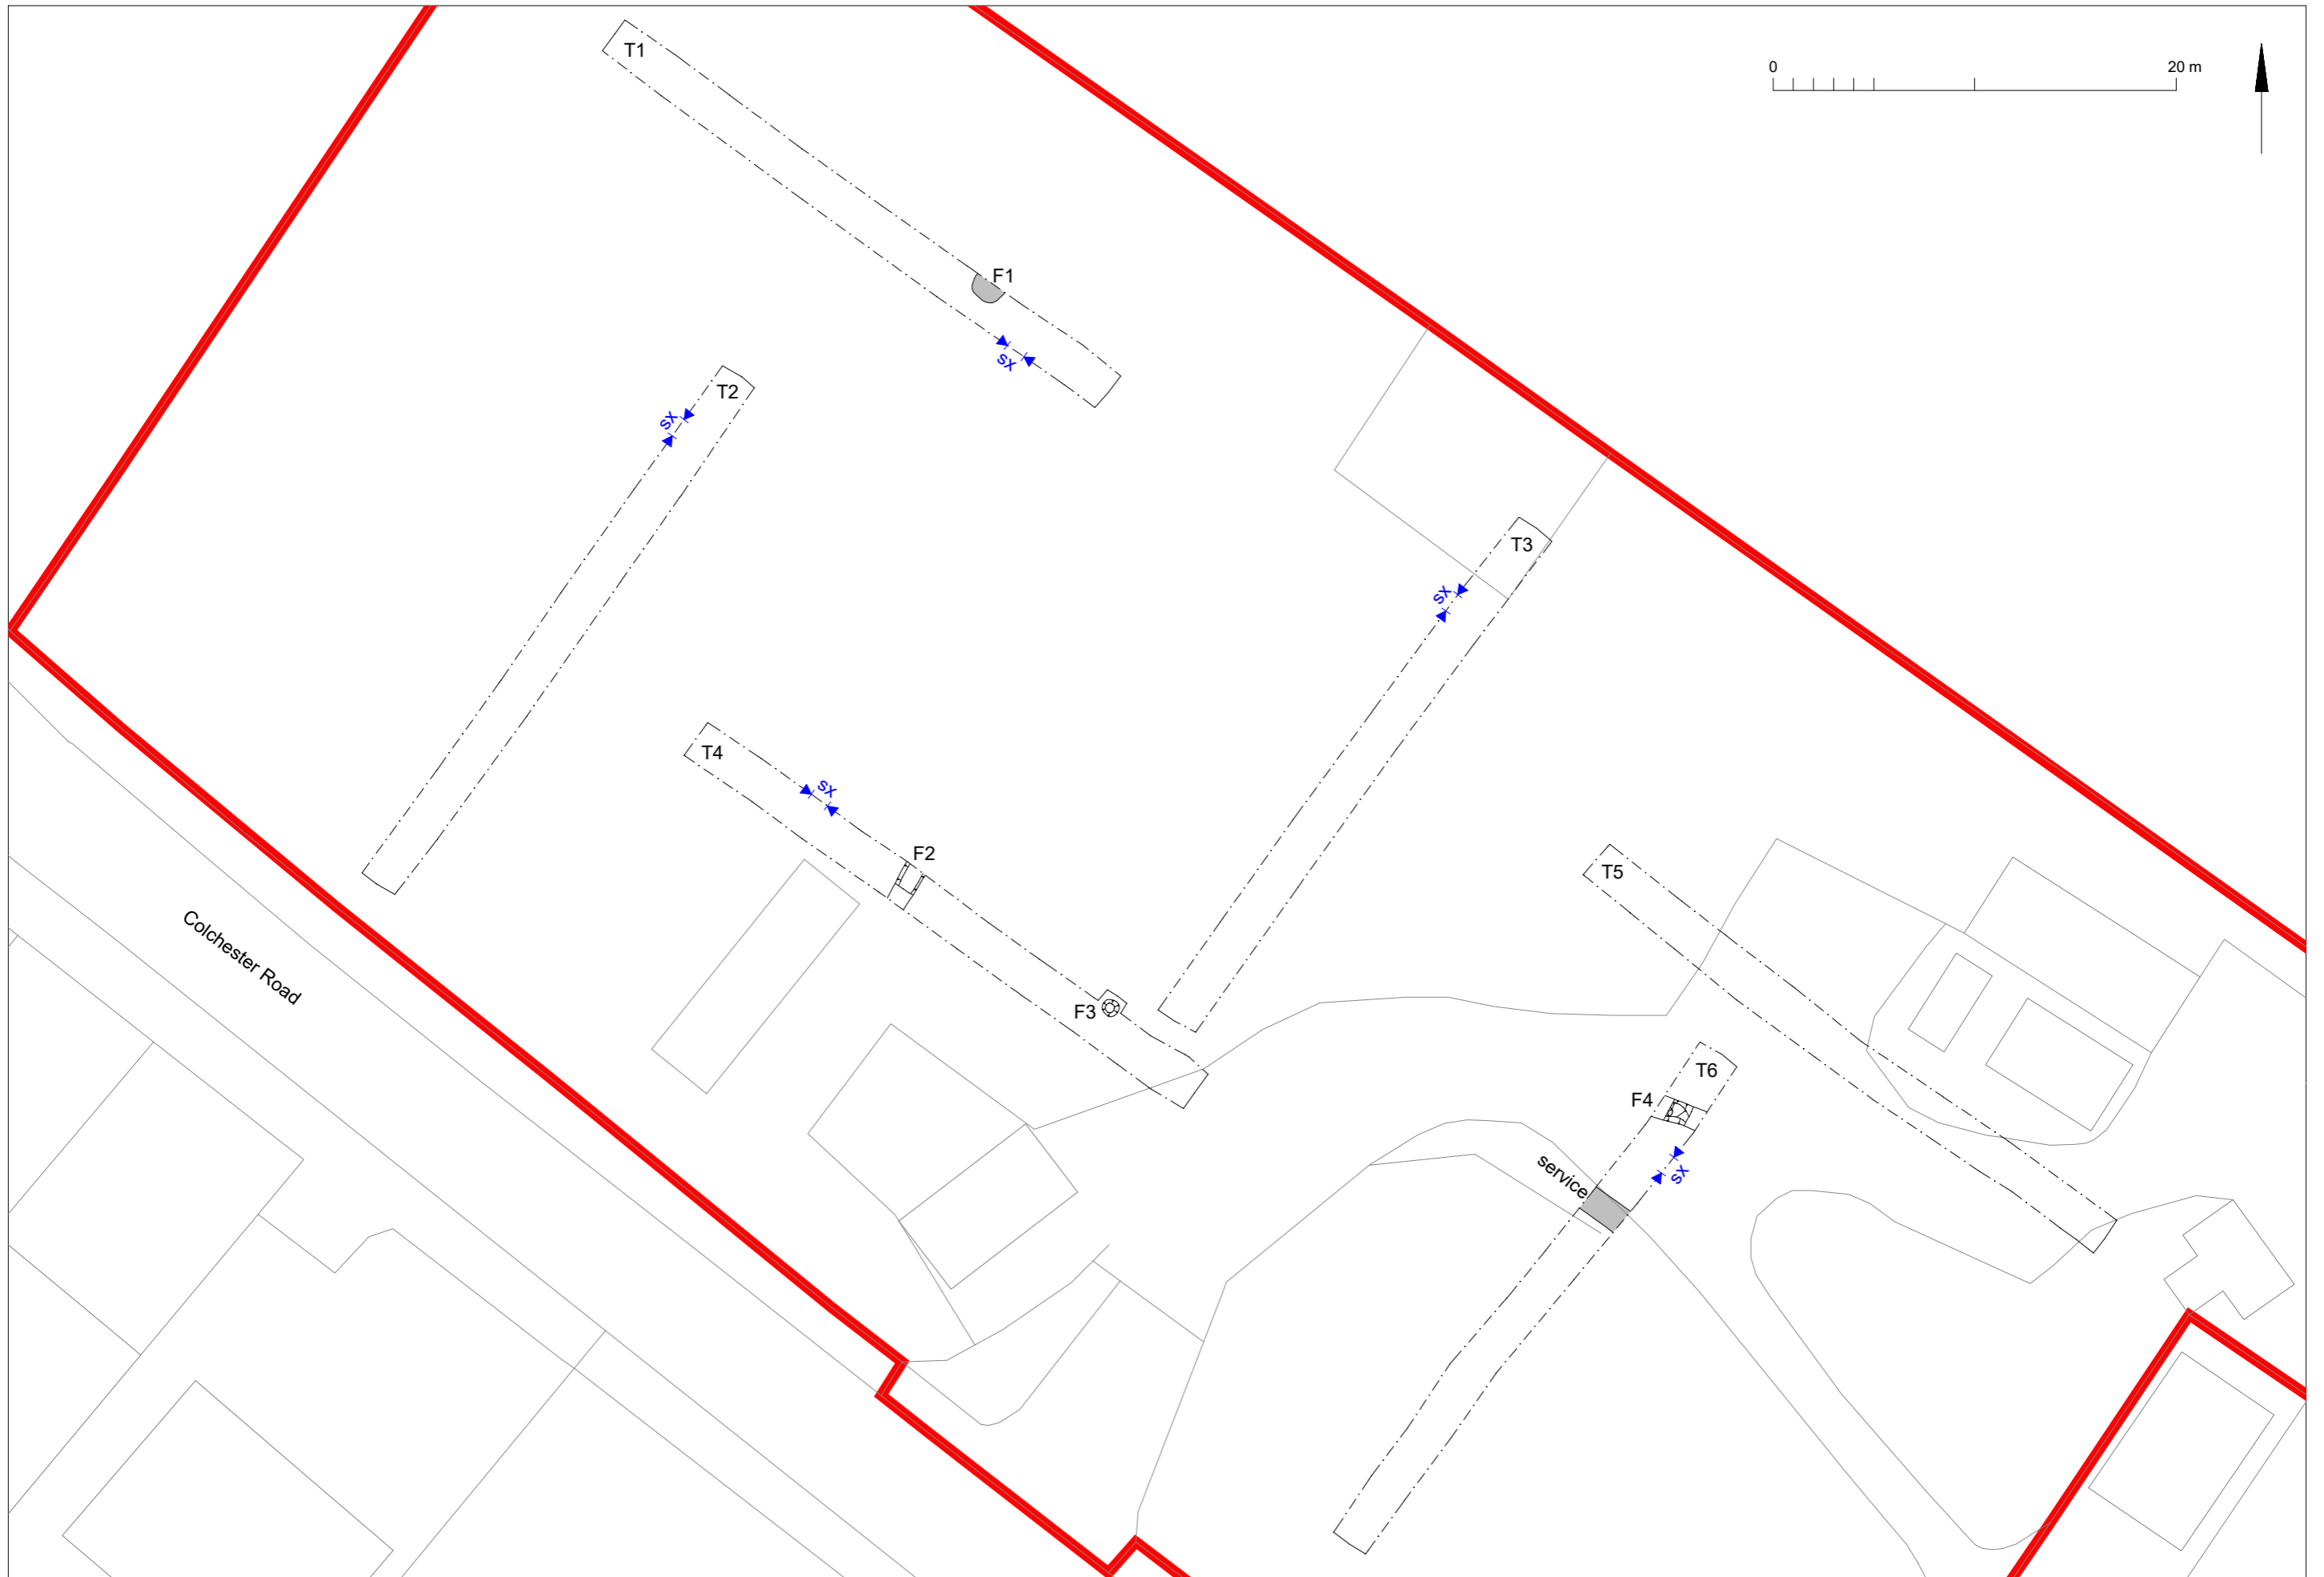 T1
0 20 m
F1
sx
T2
sx
T3
sx
T4
sx
F2
T5
Colchester Road
F3
T6
F4
sx
service